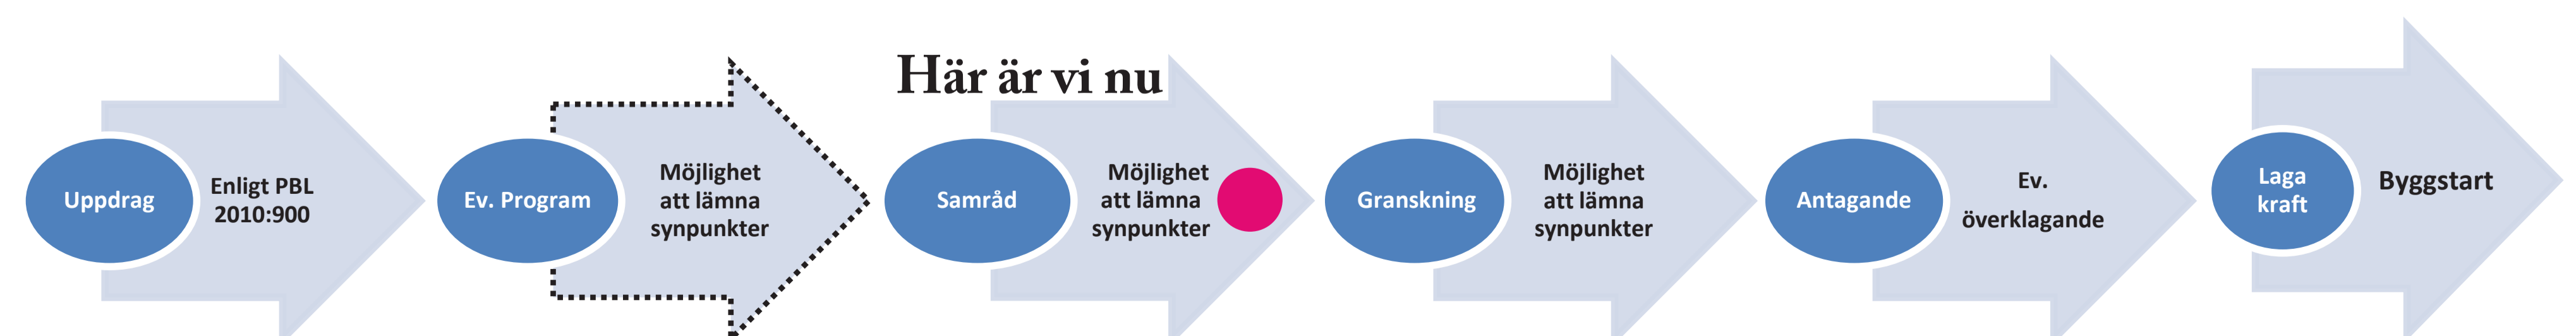 Här är vi nu
Uppdrag
Enligt PBL
2010:900
Ev. Program
Möjlighet
att lämna
synpunkter
Samråd
Möjlighet
att lämna
synpunkter
Granskning
Möjlighet
att lämna
synpunkter
Antagande
Ev.
överklagande
Laga
kraft
Byggstart